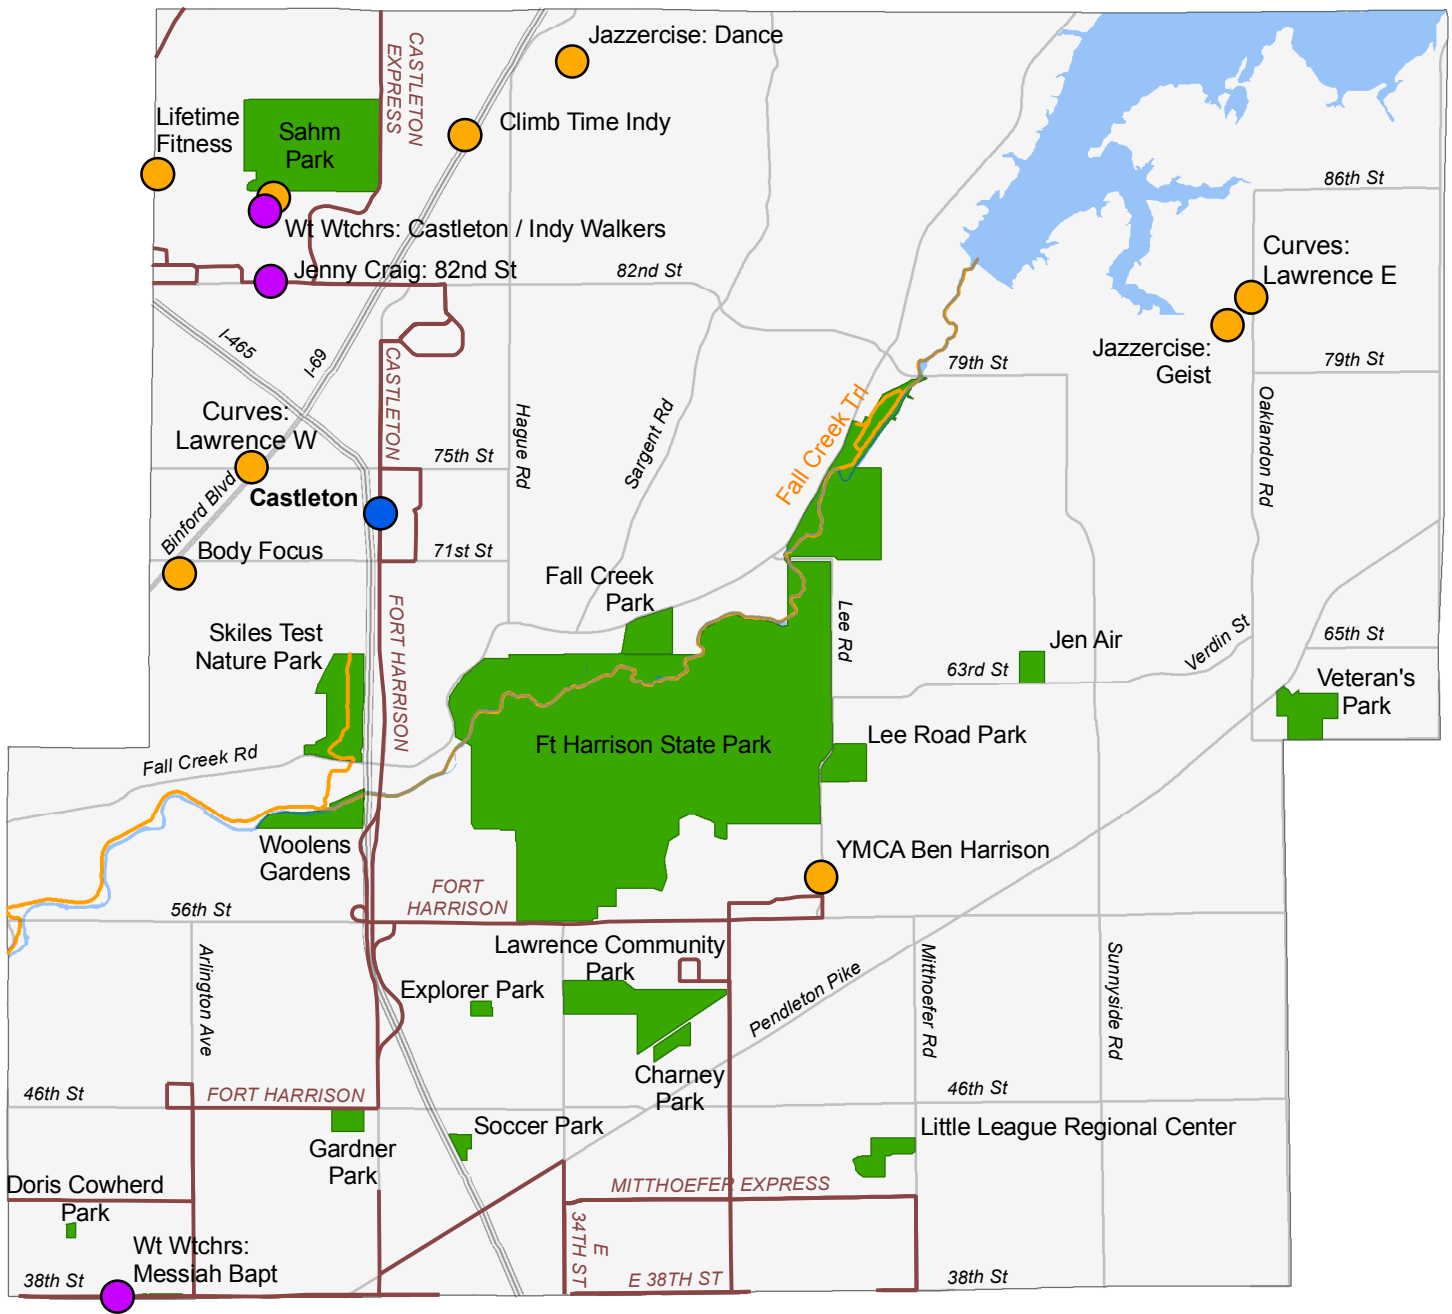 Jazzercise: Dance
CASTLETON
EXPRESS
Lifetime
Fitness
Sahm
Park
Climb Time Indy
86th St
Wt Wtchrs: Castleton / Indy Walkers
Jenny Craig: 82nd St
82nd St
Curves:
Lawrence E
I-465
I-69
CASTLETON
Jazzercise:
Geist
79th St
79th St
Fall Creek Trl
Curves:
Lawrence W
Hague Rd
Sargent Rd
Oaklandon Rd
75th St
Castleton
Binford Blvd
Body Focus
71st St
Fall Creek
Park
FORT HARRISON
Lee Rd
Skiles Test
Nature Park
Jen Air
Verdin St
65th St
63rd St
Veteran's
Park
Ft Harrison State Park
Lee Road Park
Fall Creek Rd
Woolens
Gardens
YMCA Ben Harrison
FORT
HARRISON
56th St
Lawrence Community
Park
Arlington Ave
Explorer Park
Pendleton Pike
Mitthoefer Rd
Sunnyside Rd
Charney
Park
46th St
FORT HARRISON
46th St
Soccer Park
Little League Regional Center
Gardner
Park
Doris Cowherd
Park
MITTHOEFER EXPRESS
E
34TH ST
Wt Wtchrs:
Messiah Bapt
38th St
E 38TH ST
38th St